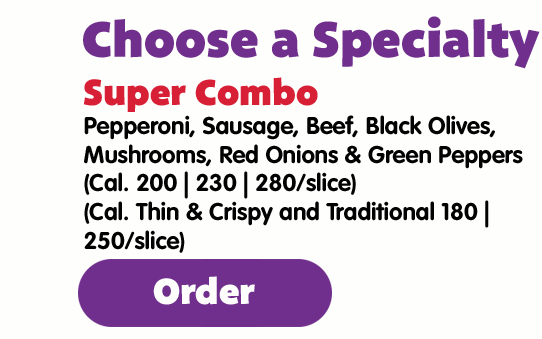 Choose a Specialty
Super Combo
Pepperoni, Sausage, Beef, Black Olives,
Mushrooms, Red Onions & Green Peppers
(Cal. 200 | 230 | 280/slice)
(Cal. Thin & Crispy and Traditional 180 |
250/slice)
Order